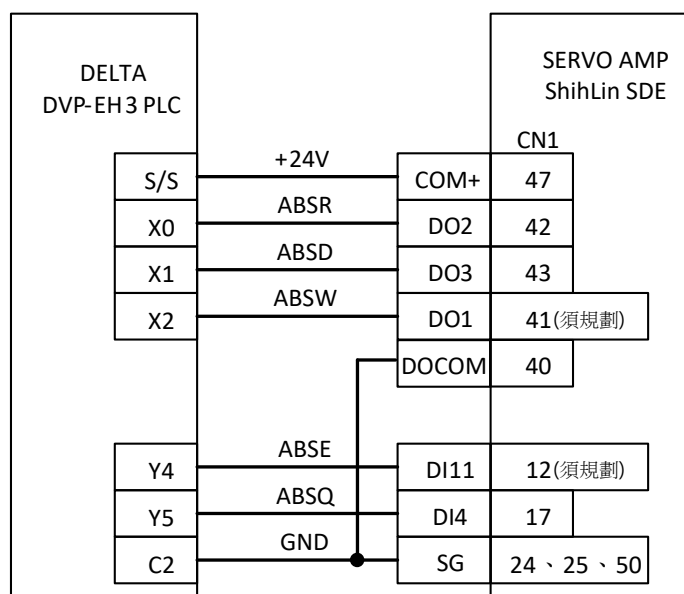 DELTA
DVP-EH3 PLC
SERVO AMP
ShihLin SDE
CN1
S/S +24V COM+ 47
X0 ABSR DO2 42
X1 ABSD DO3 43
X2 ABSW DO1 41(須規劃)
DOCOM 40
Y4 ABSE DI11 12(須規劃)
Y5 ABSQ DI4 17
C2 GND SG 24、25、50